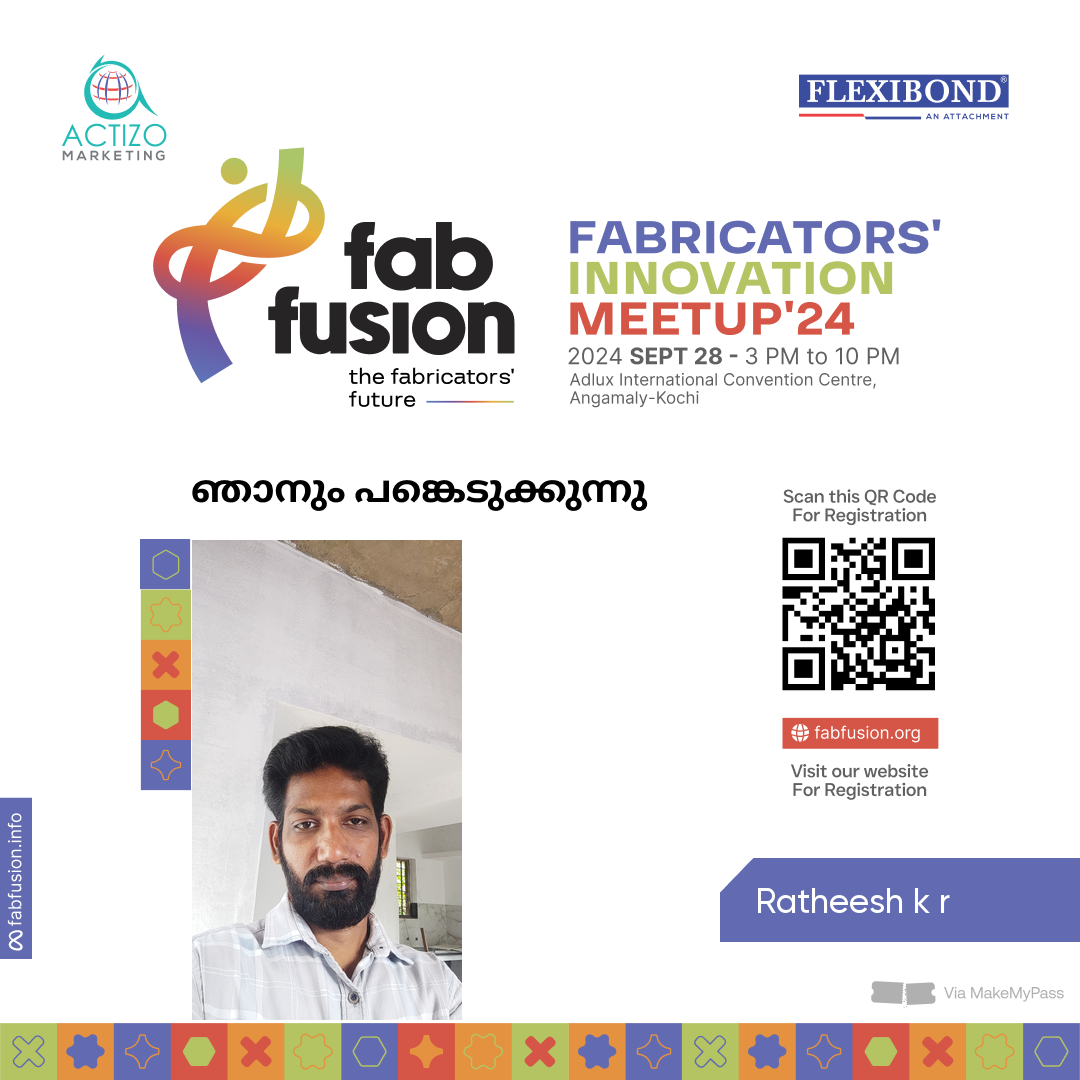 ACTIZO
MARKETING
FLEXIBOND®
AN ATTACHMENT
fab
fusion
the fabricators'
future
FABRICATORS'
INNOVATION
MEETUP'24
2024 SEPT 28 - 3 PM to 10 PM
Adlux International Convention Centre,
Angamaly-Kochi
ഞാനും പങ്കെടുക്കുന്നു
Scan this QR Code
For Registration
fabfusion.org
Visit our website
For Registration
fabfusion.info
Ratheesh k r
Via MakeMyPass